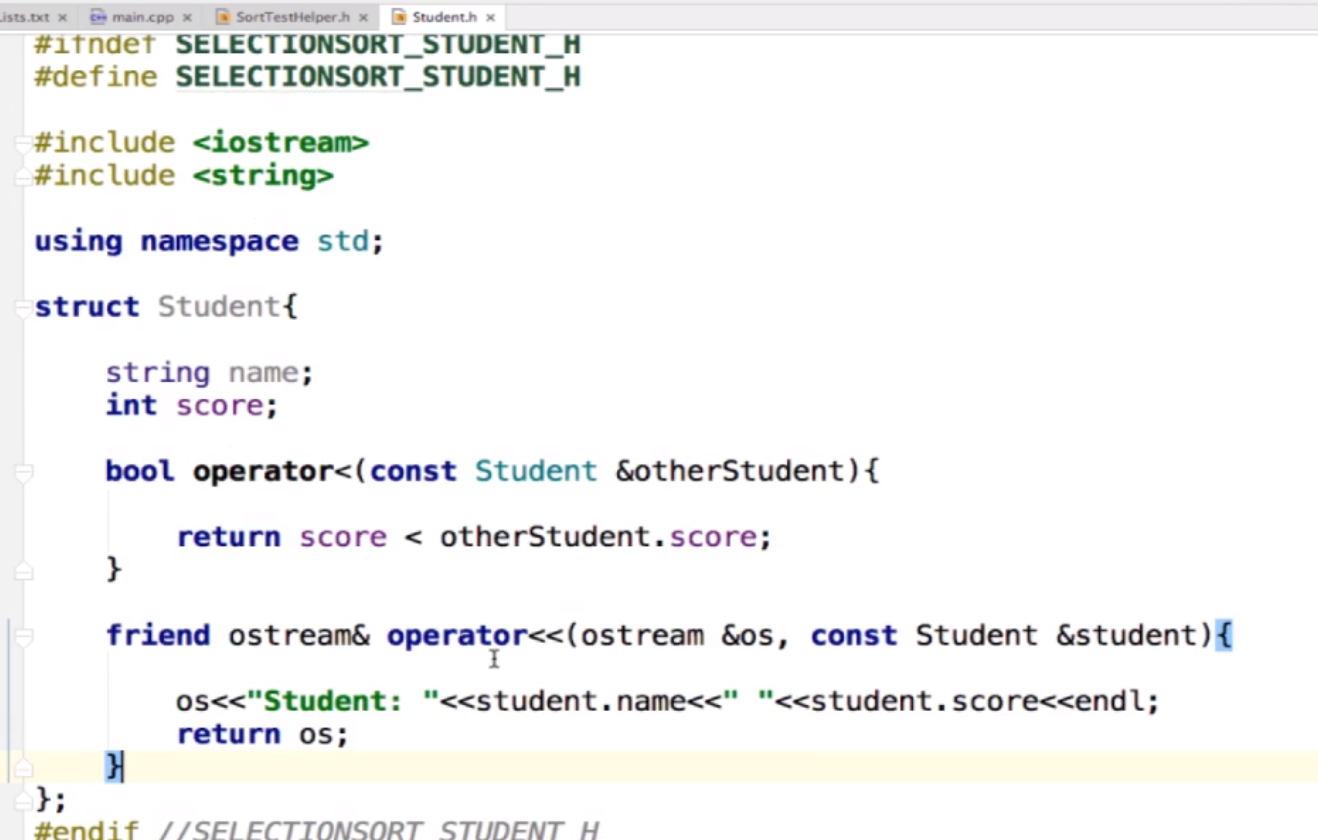 ists.txt × main.cpp × SortTestHelper.h × Student.h ×
#ifndef SELECTIONSORT_STUDENT_H
#define SELECTIONSORT_STUDENT_H
#include <iostream>
#include <string>
using namespace std;
struct Student{
string name;
int score;
bool operator<(const Student &otherStudent){
return score < otherStudent.score;
}
friend ostream& operator<<(ostream &os, const Student &student){
os<<"Student: "<<student.name<<" "<<student.score<<endl;
return os;
}
};
#endif //SELECTIONSORT_STUDENT_H